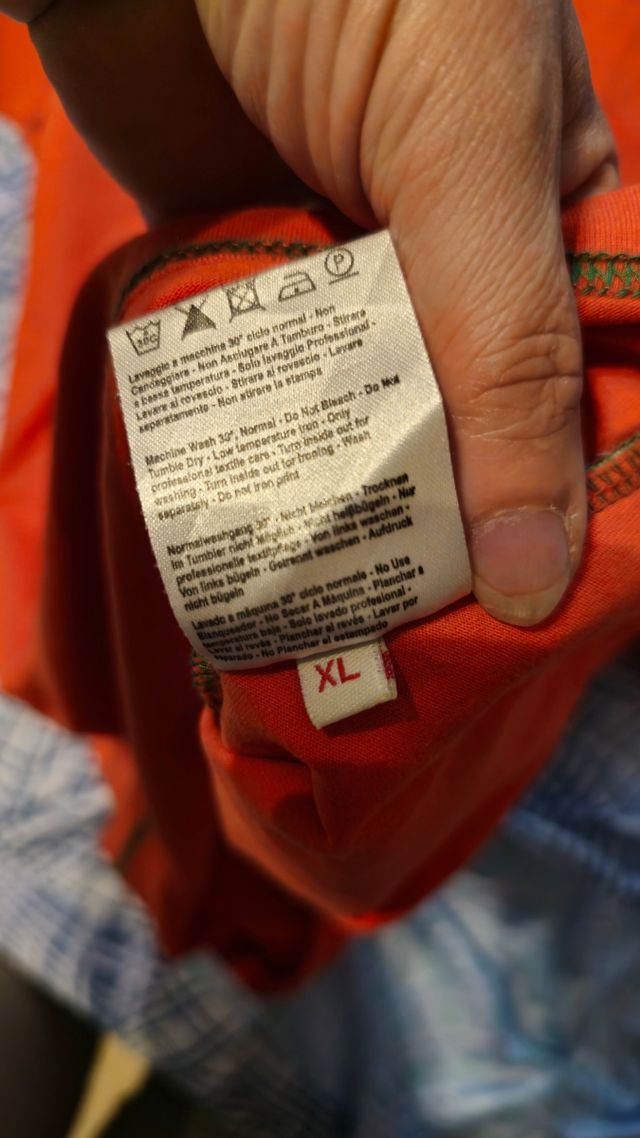 30C
P
Lavaggio a macchina 30° ciclo normal - Non
Candeggiare - Non Asciugare A Tamburo - Stirare
a bassa temperatura - Solo lavaggio Professional -
Lavare al rovescio - Stirare al rovescio - Lavare
separatamente - Non stirare la stampa
Machine Wash 30°, Normal - Do Not Bleach - Do Not
Tumble Dry - Low temperature Iron - Only
professional textile care - Turn inside out for
washing - Turn inside out for ironing - Wash
separately - Do not iron print
Normalwaschgang 30° - Nicht bleichen - Trocknen
im Tumbler nicht möglich - Nicht heißbügeln - Nur
professionelle textilpflege - Von links waschen -
Von links bügeln - Getrennt waschen - Aufdruck
nicht bügeln
Lavado a máquina 30° ciclo normale - No Use
Blanqueador - No Secar A Máquina - Planchar a
temperatura bajo - Solo lavado profesional -
Lavar al revés - Planchar al revés - Lavar por
separado - No Planchar el estampado
XL